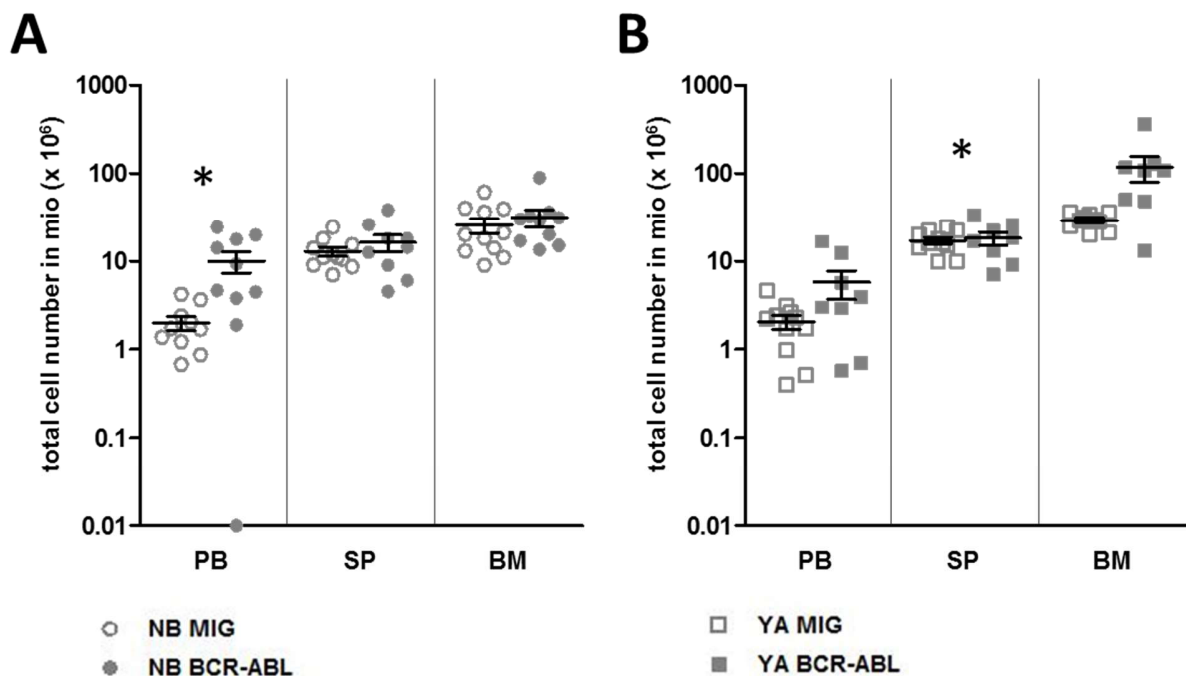 A
total cell number in mio (x 10⁶)
1000
100
10
1
0.1
0.01
*
PB SP BM
NB MIG
NB BCR-ABL
B
total cell number in mio (x 10⁶)
1000
100
10
1
0.1
0.01
*
PB SP BM
YA MIG
YA BCR-ABL